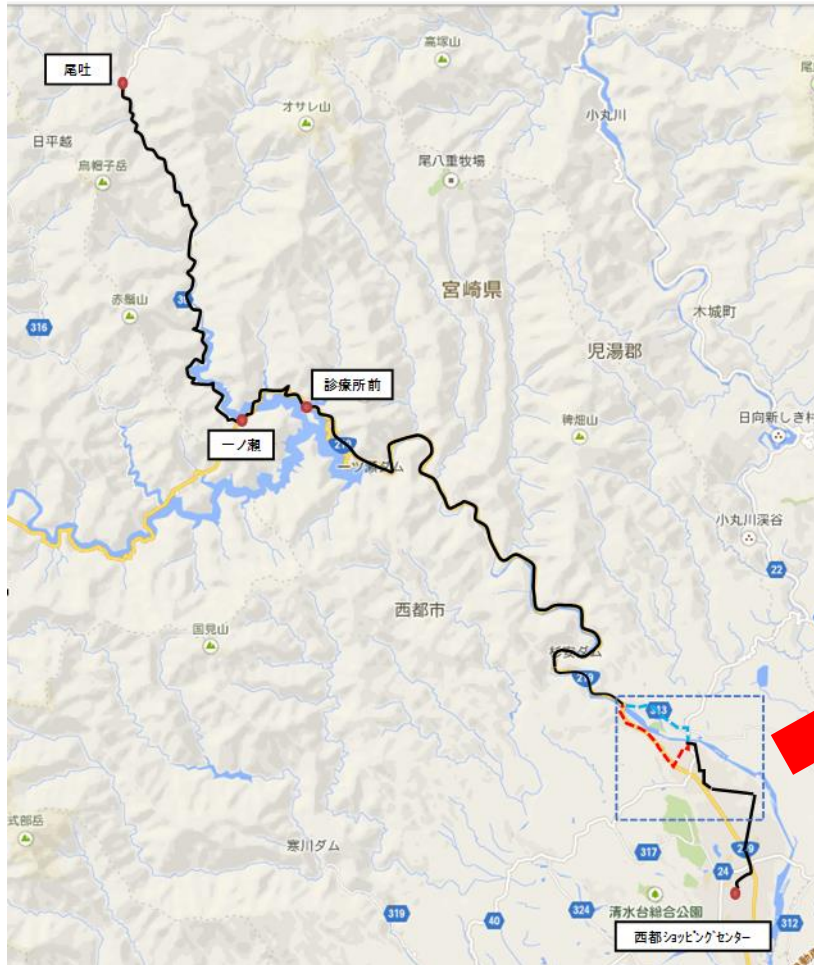 高塚山
尾吐
オサレ山
小丸川
日平越
烏帽子岳
尾八重牧場
宮崎県
赤髭山
316
木城町
児湯郡
診療所前
一ノ瀬
219
一ツ瀬ダム
稗畑山
日向新しき村
小丸川渓谷
22
西都市
国見山
杉安ダム
219
313
式部岳
寒川ダム
317
219
24
清水台総合公園
324
319
40
312
西都ショッピングセンター